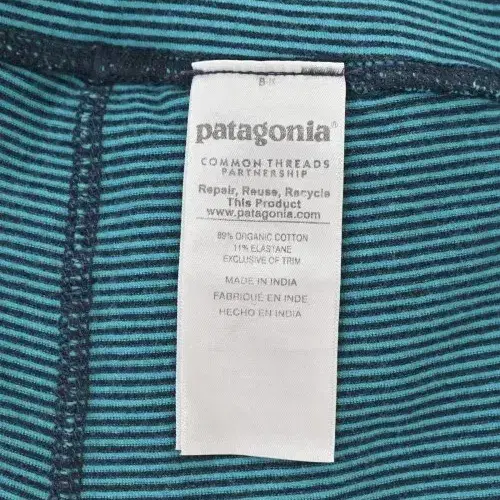 patagonia®
COMMON THREADS
PARTNERSHIP
Repair, Reuse, Recycle
This Product
www.patagonia.com
89% ORGANIC COTTON
11% ELASTANE
EXCLUSIVE OF TRIM
MADE IN INDIA
FABRIQUÉ EN INDE
HECHO EN INDIA